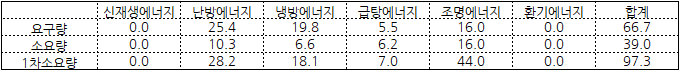 신재생에너지 난방에너지 냉방에너지 급탕에너지 조명에너지 환기에너지 합계
요구량 0.0 25.4 19.8 5.5 16.0 0.0 66.7
소요량 0.0 10.3 6.6 6.2 16.0 0.0 39.0
1차소요량 0.0 28.2 18.1 7.0 44.0 0.0 97.3